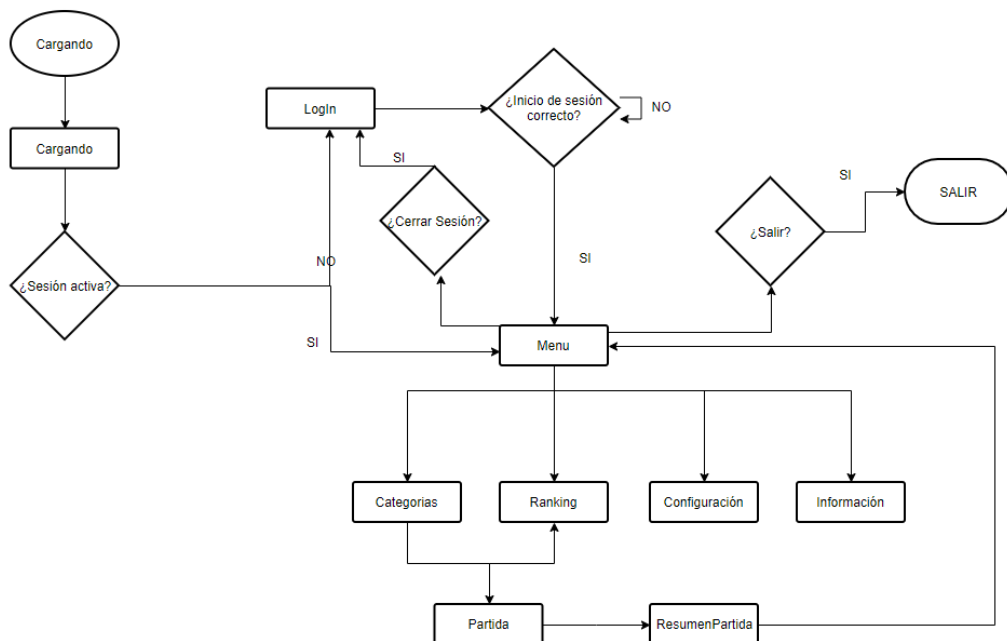 Cargando
Cargando
¿Sesión activa?
NO
SI
LogIn
¿Inicio de sesión
correcto?
NO
SI
¿Cerrar Sesión?
SI
¿Salir?
SI
SALIR
Menu
Categorias
Ranking
Configuración
Información
Partida
ResumenPartida